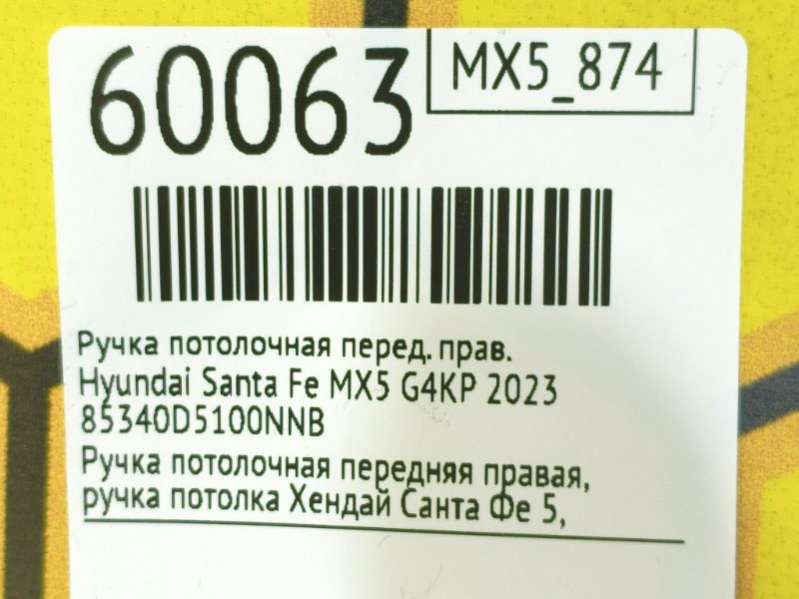 60063
MX5_874
Ручка потолочная перед. прав.
Hyundai Santa Fe MX5 G4KP 2023
85340D5100NNB
Ручка потолочная передняя правая,
ручка потолка Хендай Санта Фе 5,